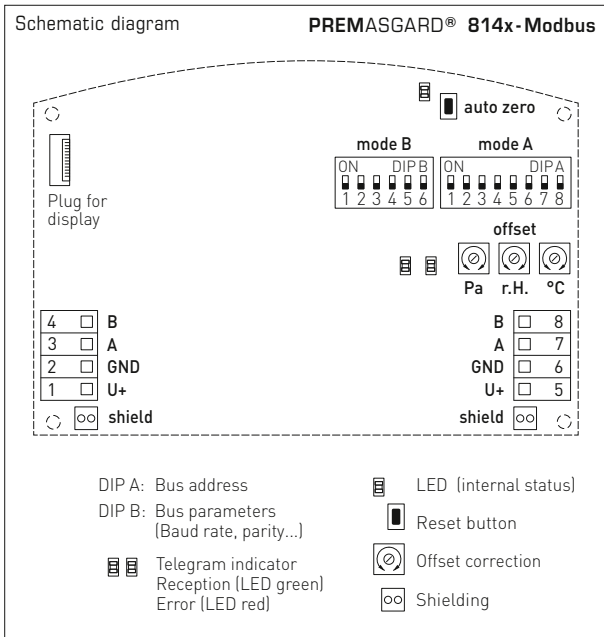 Schematic diagram PREMASGARD® 814x-Modbus
auto zero
mode B mode A
ON DIP B ON DIP A
1 2 3 4 5 6 1 2 3 4 5 6 7 8
Plug for
display
offset
Pa r.H. °C
4 B B 8
3 A A 7
2 GND GND 6
1 U+ U+ 5
shield shield
DIP A: Bus address
DIP B: Bus parameters
(Baud rate, parity...)
Telegram indicator
Reception (LED green)
Error (LED red)
LED (internal status)
Reset button
Offset correction
Shielding